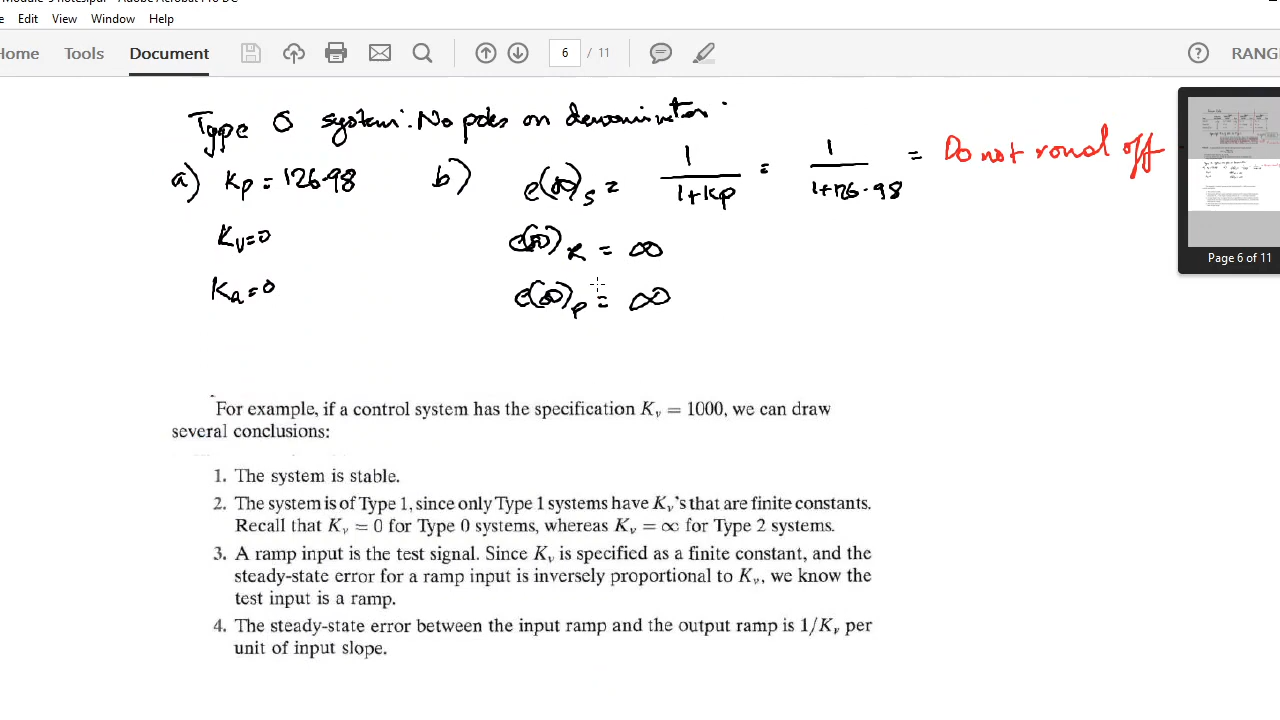 Edit View Window Help
Home Tools Document 6 / 11 RANG
Type 0 system: No poles on denominator.
a) Kp = 126.98 b) e(∞)s = 1/(1+Kp) = 1/(1+126.98) = Do not round off
Kv=0 e(∞)R = ∞
Ka=0 e(∞)p = ∞
Page 6 of 11
For example, if a control system has the specification Kv = 1000, we can draw
several conclusions:
1. The system is stable.
2. The system is of Type 1, since only Type 1 systems have Kv's that are finite constants.
Recall that Kv = 0 for Type 0 systems, whereas Kv = ∞ for Type 2 systems.
3. A ramp input is the test signal. Since Kv is specified as a finite constant, and the
steady-state error for a ramp input is inversely proportional to Kv, we know the
test input is a ramp.
4. The steady-state error between the input ramp and the output ramp is 1/Kv per
unit of input slope.